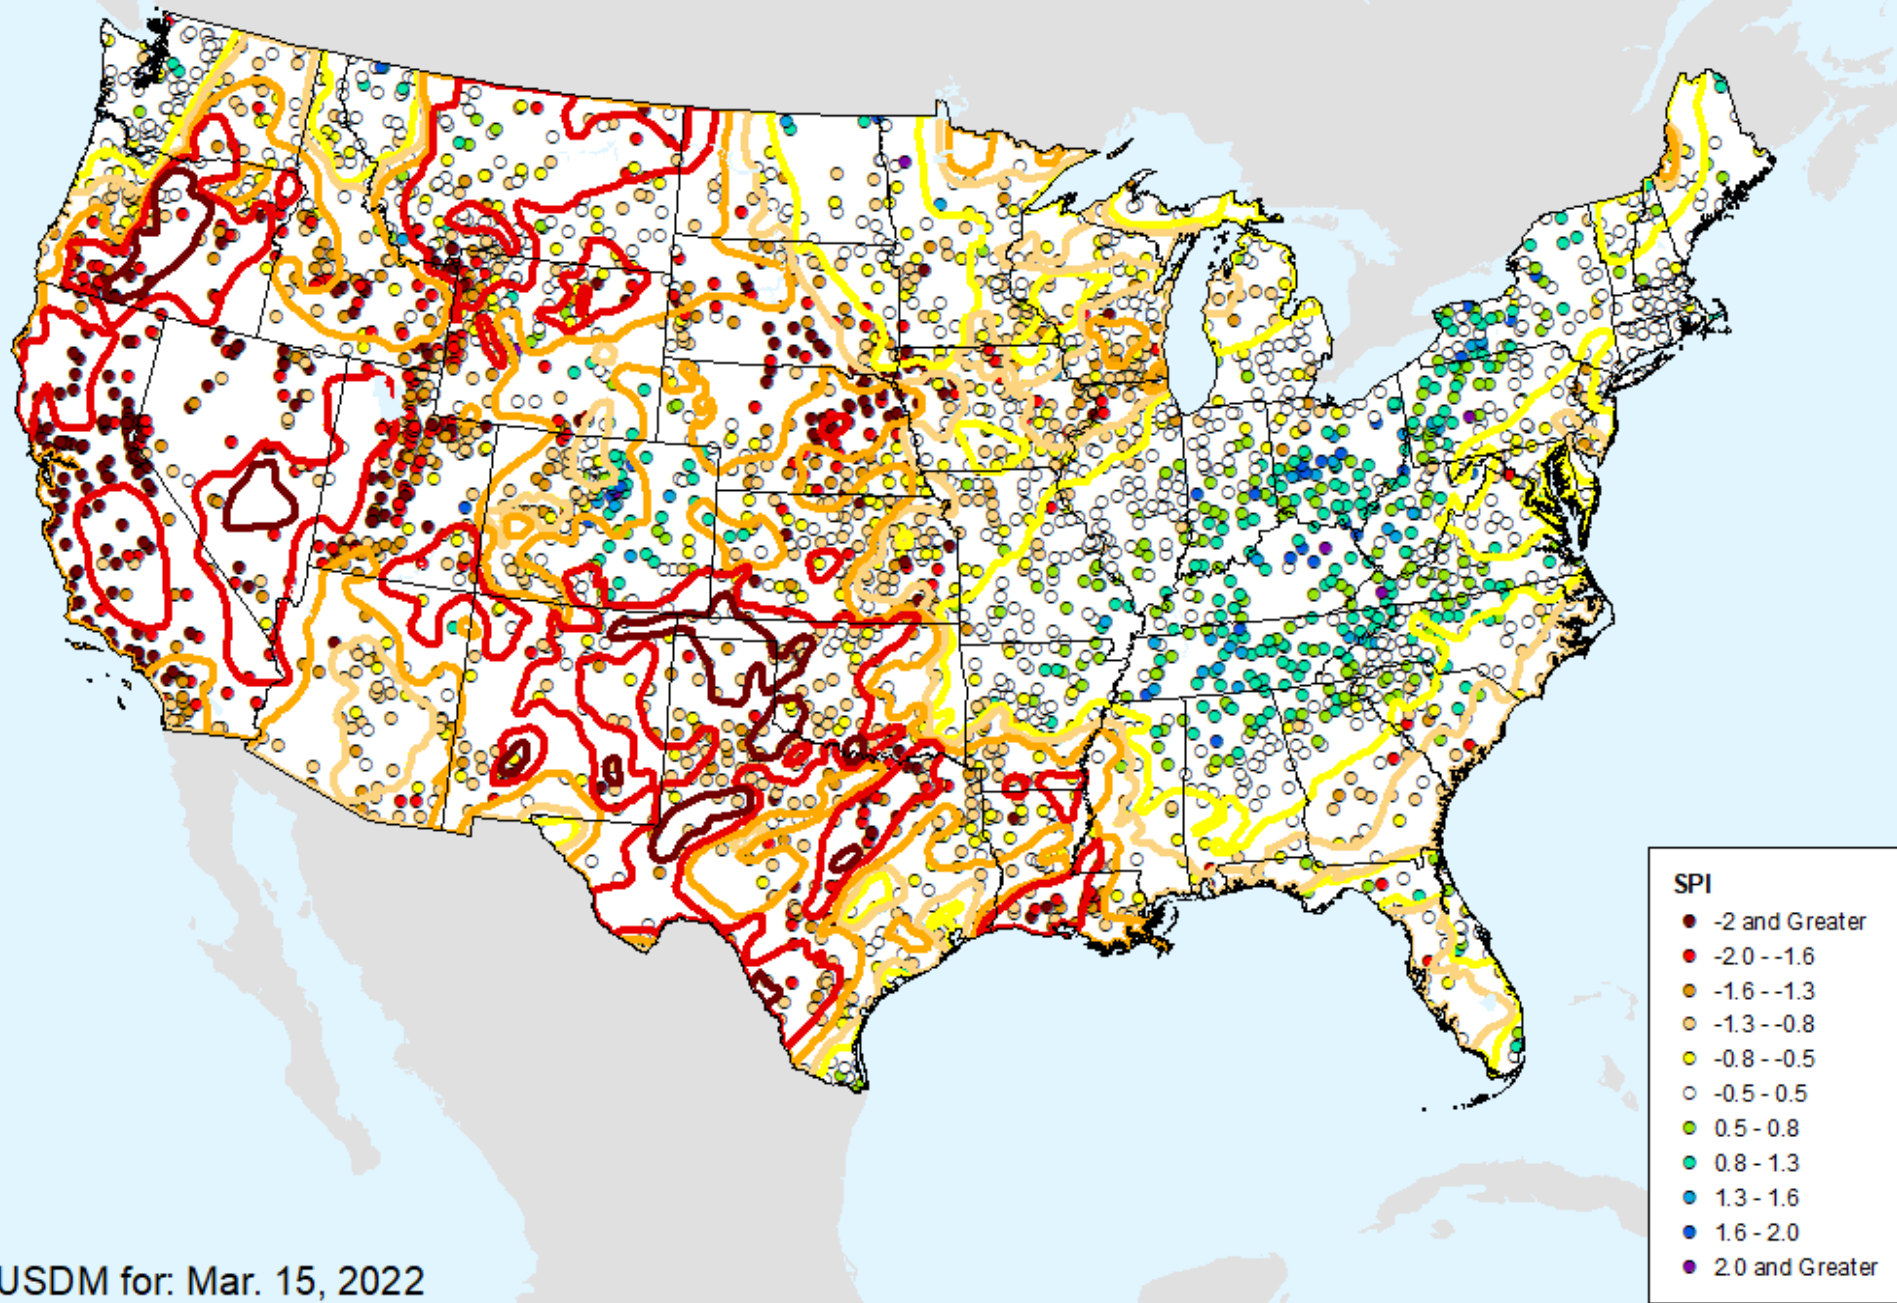 SPI
-2 and Greater
-2.0 - -1.6
-1.6 - -1.3
-1.3 - -0.8
-0.8 - -0.5
-0.5 - 0.5
0.5 - 0.8
0.8 - 1.3
1.3 - 1.6
1.6 - 2.0
2.0 and Greater
USDM for: Mar. 15, 2022